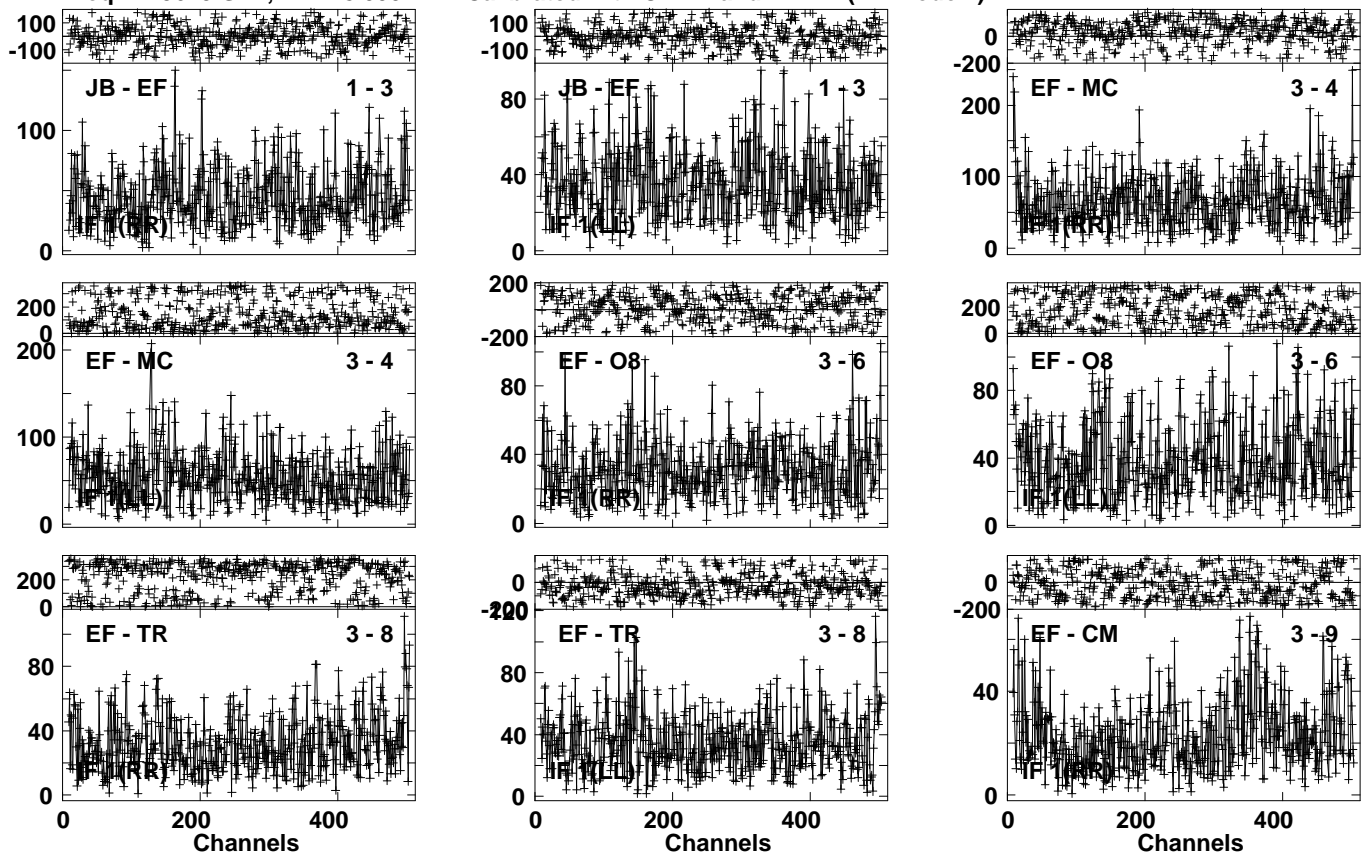 100
-100
JB - EF 1 - 3
100
0
IF 1(RR)
JB - EF 1 - 3
80
40
0
IF 1(LL)
0
-200
EF - MC 3 - 4
200
100
0
IF 1(RR)
200
0
EF - MC 3 - 4
200
100
0
IF 1(LL)
200
-200
EF - O8 3 - 6
80
40
0
IF 1(RR)
200
0
EF - O8 3 - 6
80
40
0
IF 1(LL)
200
0
EF - TR 3 - 8
80
40
0
IF 1(RR)
0
-200
EF - TR 3 - 8
80
40
0
IF 1(LL)
0
-200
EF - CM 3 - 9
40
0
IF 1(RR)
0 200 400
Channels
0 200 400
Channels
0 200 400
Channels